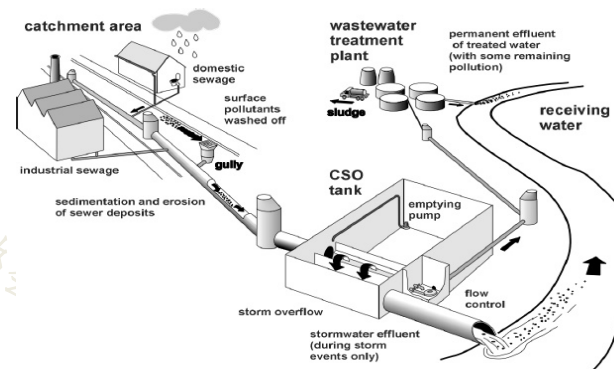 catchment area
domestic
sewage
surface
pollutants
washed off
gully
industrial sewage
sedimentation and erosion
of sewer deposits
wastewater
treatment
plant
permanent effluent
of treated water
(with some remaining
pollution)
sludge
receiving
water
CSO
tank
emptying
pump
storm overflow
flow
control
stormwater effluent
(during storm
events only)